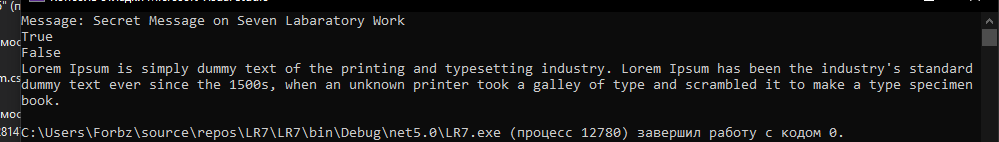 Message: Secret Message on Seven Labaratory Work
True
False
Lorem Ipsum is simply dummy text of the printing and typesetting industry. Lorem Ipsum has been the industry's standard
dummy text ever since the 1500s, when an unknown printer took a galley of type and scrambled it to make a type specimen
book.
C:\Users\Forbz\source\repos\LR7\LR7\bin\Debug\net5.0\LR7.exe (процесс 12780) завершил работу с кодом 0.